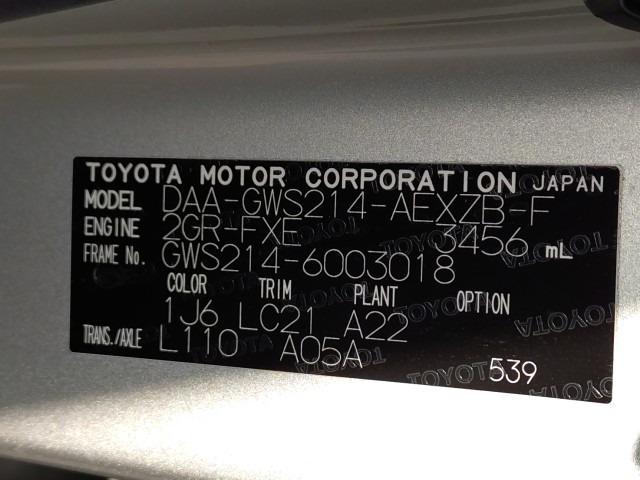 TOYOTA MOTOR CORPORATION JAPAN
MODEL DAA-GWS214-AEXZB-F
ENGINE 2GR-FXE 3456 mL
FRAME No. GWS214-6003018
COLOR TRIM PLANT OPTION
1J6 LC21 A22
TRANS./AXLE L110 A05A
539